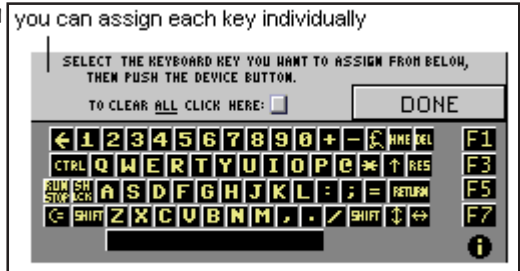 you can assign each key individually
SELECT THE KEYBOARD KEY YOU WANT TO ASSIGN FROM BELOW,
THEN PUSH THE DEVICE BUTTON.
TO CLEAR ALL CLICK HERE:
DONE
← 1 2 3 4 5 6 7 8 9 0 + - £ HME DEL F1
CTRL Q W E R T Y U I O P @ * ↑ RES F3
RUN STOP SH LCK A S D F G H J K L : ; = RETURN F5
C= SHIFT Z X C V B N M , . / SHIFT ↕ ↔ F7
i